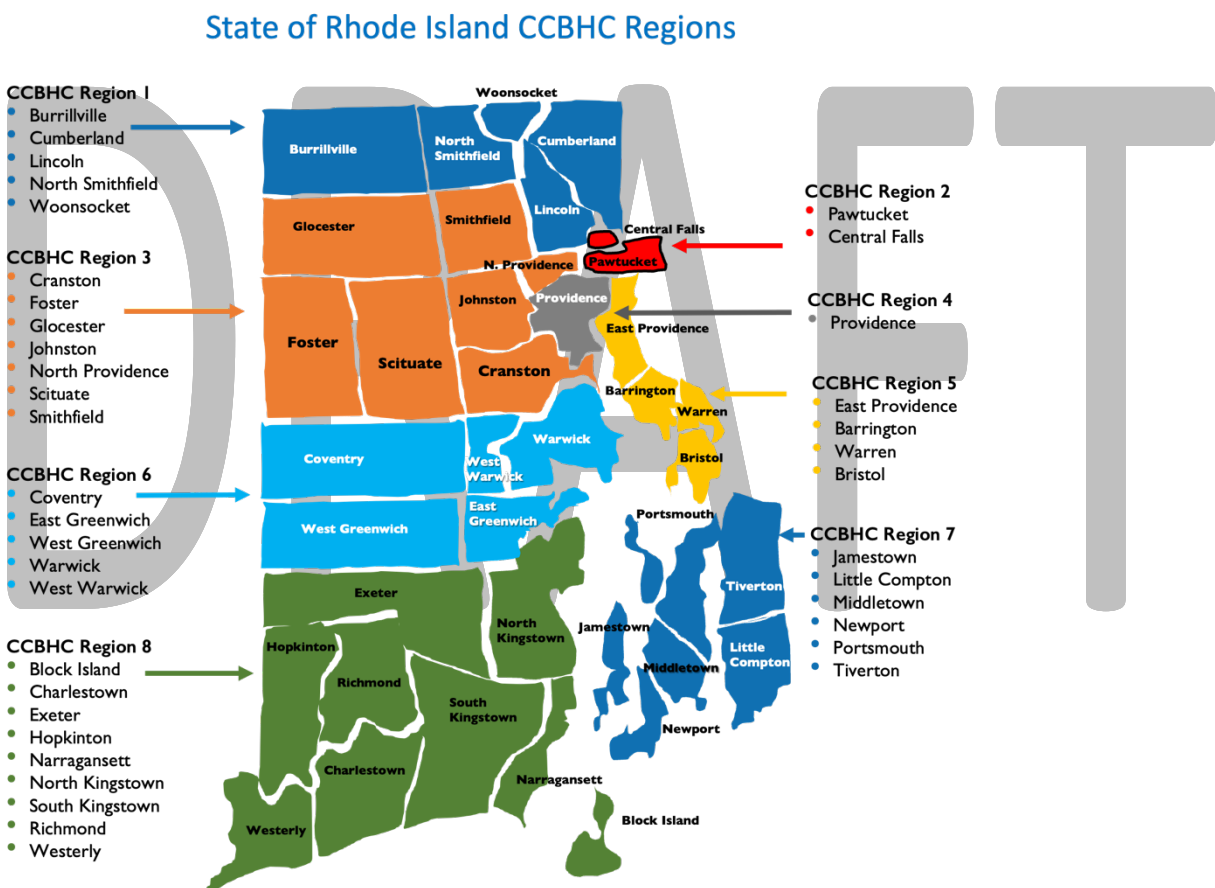 State of Rhode Island CCBHC Regions
DRAFT
CCBHC Region 1
• Burrillville
• Cumberland
• Lincoln
• North Smithfield
• Woonsocket
CCBHC Region 3
• Cranston
• Foster
• Glocester
• Johnston
• North Providence
• Scituate
• Smithfield
CCBHC Region 6
• Coventry
• East Greenwich
• West Greenwich
• Warwick
• West Warwick
CCBHC Region 8
• Block Island
• Charlestown
• Exeter
• Hopkinton
• Narragansett
• North Kingstown
• South Kingstown
• Richmond
• Westerly
Woonsocket
Burrillville
North
Smithfield
Cumberland
Lincoln
Glocester
Smithfield
Central Falls
N. Providence
Pawtucket
Johnston
Providence
East Providence
Foster
Scituate
Cranston
Barrington
Warren
Bristol
Warwick
Coventry
West
Warwick
West Greenwich
East
Greenwich
Portsmouth
Tiverton
Exeter
North
Kingstown
Jamestown
Hopkinton
Richmond
Middletown
Little
Compton
South
Kingstown
Newport
Charlestown
Narragansett
Westerly
Block Island
CCBHC Region 2
• Pawtucket
• Central Falls
CCBHC Region 4
• Providence
CCBHC Region 5
• East Providence
• Barrington
• Warren
• Bristol
CCBHC Region 7
• Jamestown
• Little Compton
• Middletown
• Newport
• Portsmouth
• Tiverton